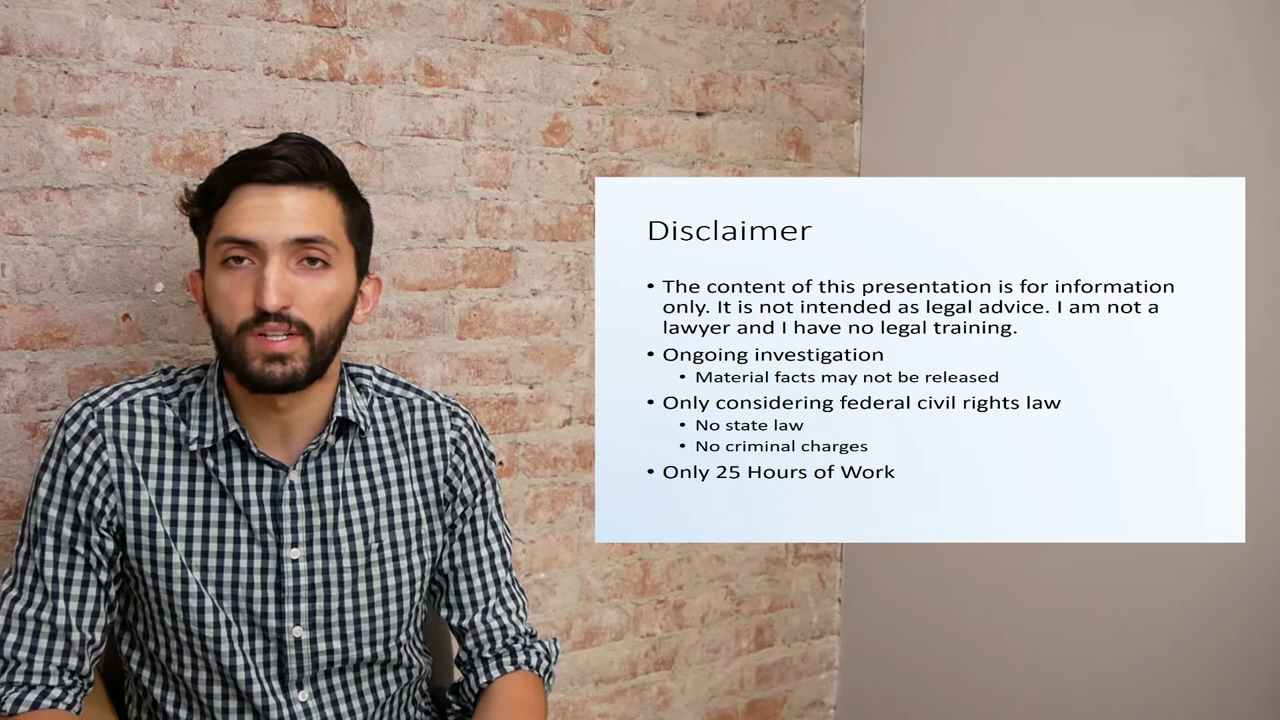 Disclaimer
• The content of this presentation is for information
only. It is not intended as legal advice. I am not a
lawyer and I have no legal training.
• Ongoing investigation
• Material facts may not be released
• Only considering federal civil rights law
• No state law
• No criminal charges
• Only 25 Hours of Work